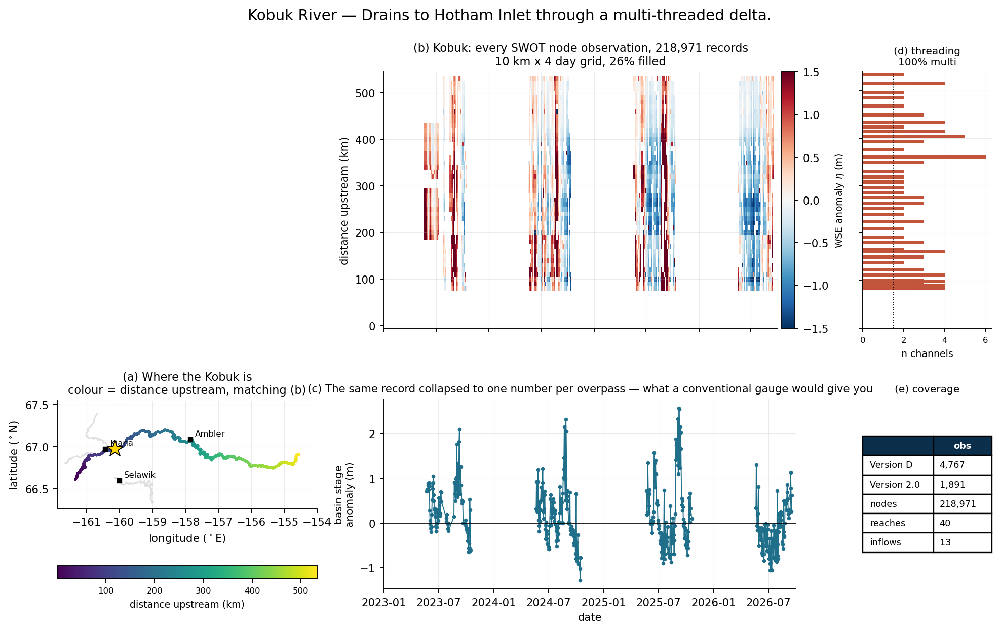 Kobuk River — Drains to Hotham Inlet through a multi-threaded delta.
(b) Kobuk: every SWOT node observation, 218,971 records
10 km x 4 day grid, 26% filled
distance upstream (km)
500
400
300
200
100
0
1.5
1.0
0.5
0.0
−0.5
−1.0
−1.5
WSE anomaly η (m)
(d) threading
100% multi
0 2 4 6
n channels
(a) Where the Kobuk is
colour = distance upstream, matching (b)
latitude (°N)
67.5
67.0
66.5
Kiana
Ambler
Selawik
−161 −160 −159 −158 −157 −156 −155 −154
longitude (°E)
100 200 300 400 500
distance upstream (km)
(c) The same record collapsed to one number per overpass — what a conventional gauge would give you
basin stage
anomaly (m)
2
1
0
−1
2023-01 2023-07 2024-01 2024-07 2025-01 2025-07 2026-01 2026-07
date
(e) coverage
obs
Version D 4,767
Version 2.0 1,891
nodes 218,971
reaches 40
inflows 13